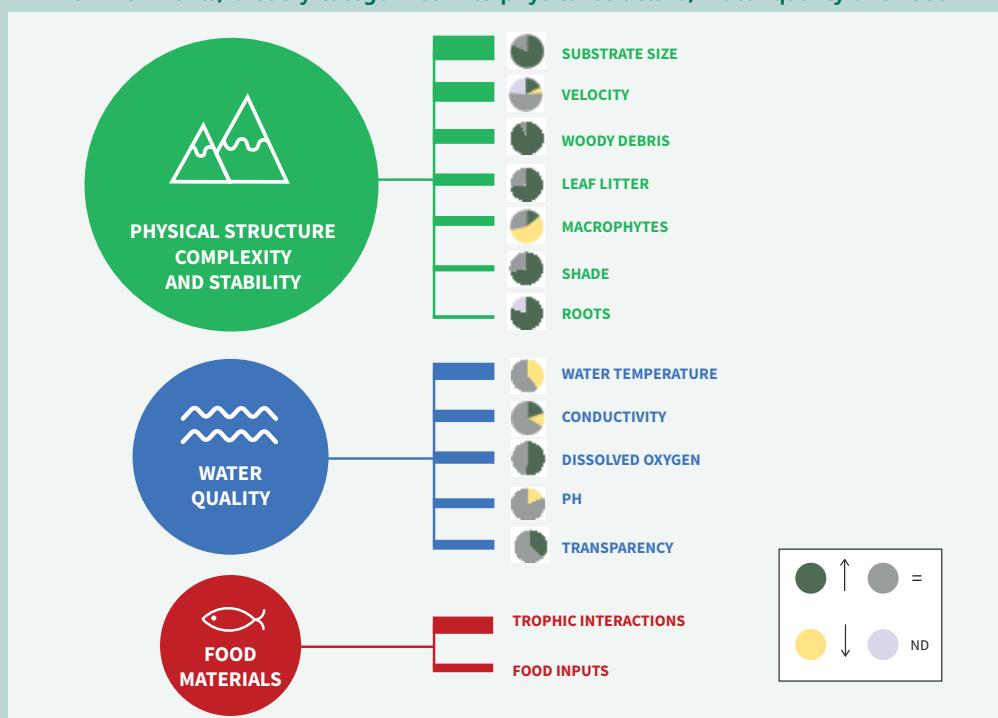 PHYSICAL STRUCTURE
COMPLEXITY
AND STABILITY
SUBSTRATE SIZE
VELOCITY
WOODY DEBRIS
LEAF LITTER
MACROPHYTES
SHADE
ROOTS
WATER
QUALITY
WATER TEMPERATURE
CONDUCTIVITY
DISSOLVED OXYGEN
PH
TRANSPARENCY
FOOD
MATERIALS
TROPHIC INTERACTIONS
FOOD INPUTS
=
ND